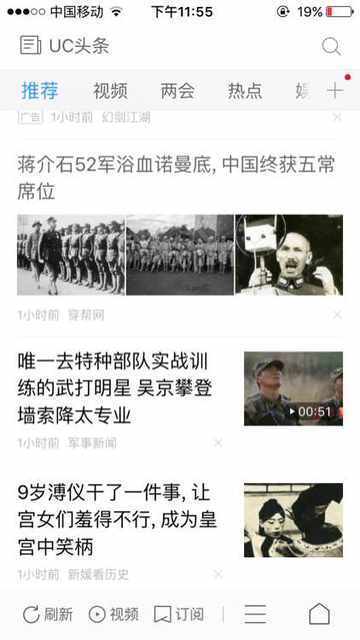 中国移动 下午11:55 19%
UC头条
推荐 视频 两会 热点
广告 1小时前 幻剑江湖
蒋介石52军浴血诺曼底, 中国终获五常
席位
1小时前 穿帮网
唯一去特种部队实战训
练的武打明星 吴京攀登
墙索降太专业
00:51
1小时前 军事新闻
9岁溥仪干了一件事, 让
宫女们羞得不行, 成为皇
宫中笑柄
1小时前 新媛看历史
刷新 视频 订阅